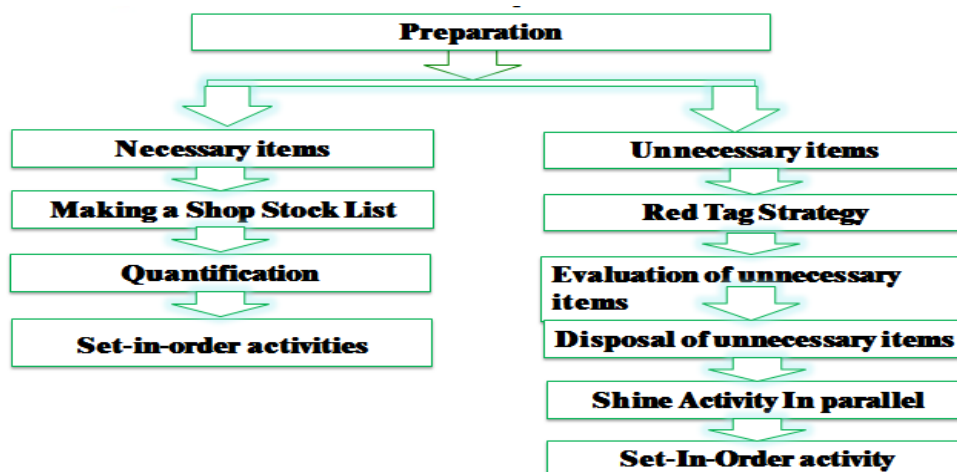 Preparation
Necessary items
Making a Shop Stock List
Quantification
Set-in-order activities
Unnecessary items
Red Tag Strategy
Evaluation of unnecessary
items
Disposal of unnecessary items
Shine Activity In parallel
Set-In-Order activity